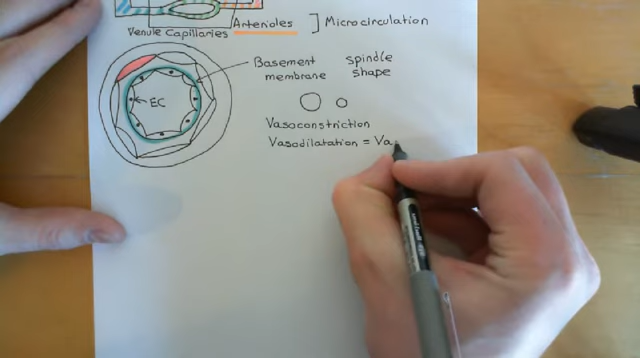 Venule Capillaries Arterioles ] Microcirculation
Basement membrane
spindle shape
EC
Vasoconstriction
Vasodilatation = Va